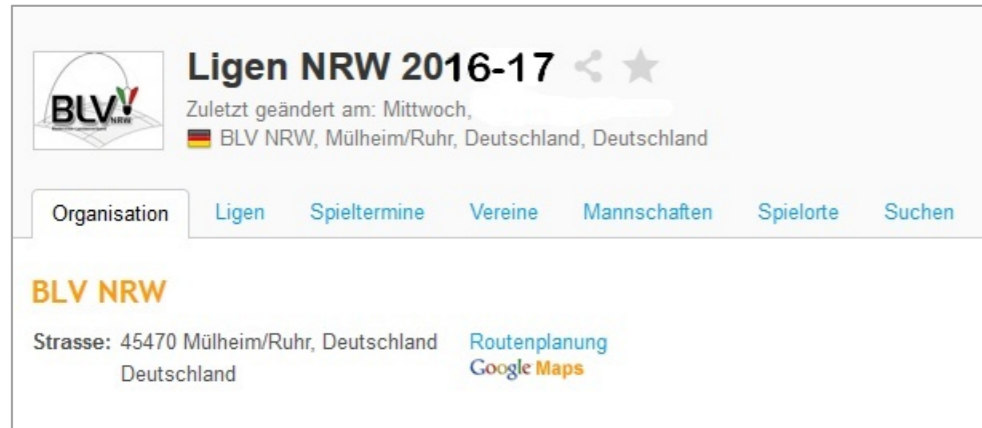 BLV NRW
Ligen NRW 2016-17
Zuletzt geändert am: Mittwoch,
BLV NRW, Mülheim/Ruhr, Deutschland, Deutschland
Organisation Ligen Spieltermine Vereine Mannschaften Spielorte Suchen
BLV NRW
Strasse: 45470 Mülheim/Ruhr, Deutschland Routenplanung
Deutschland Google Maps